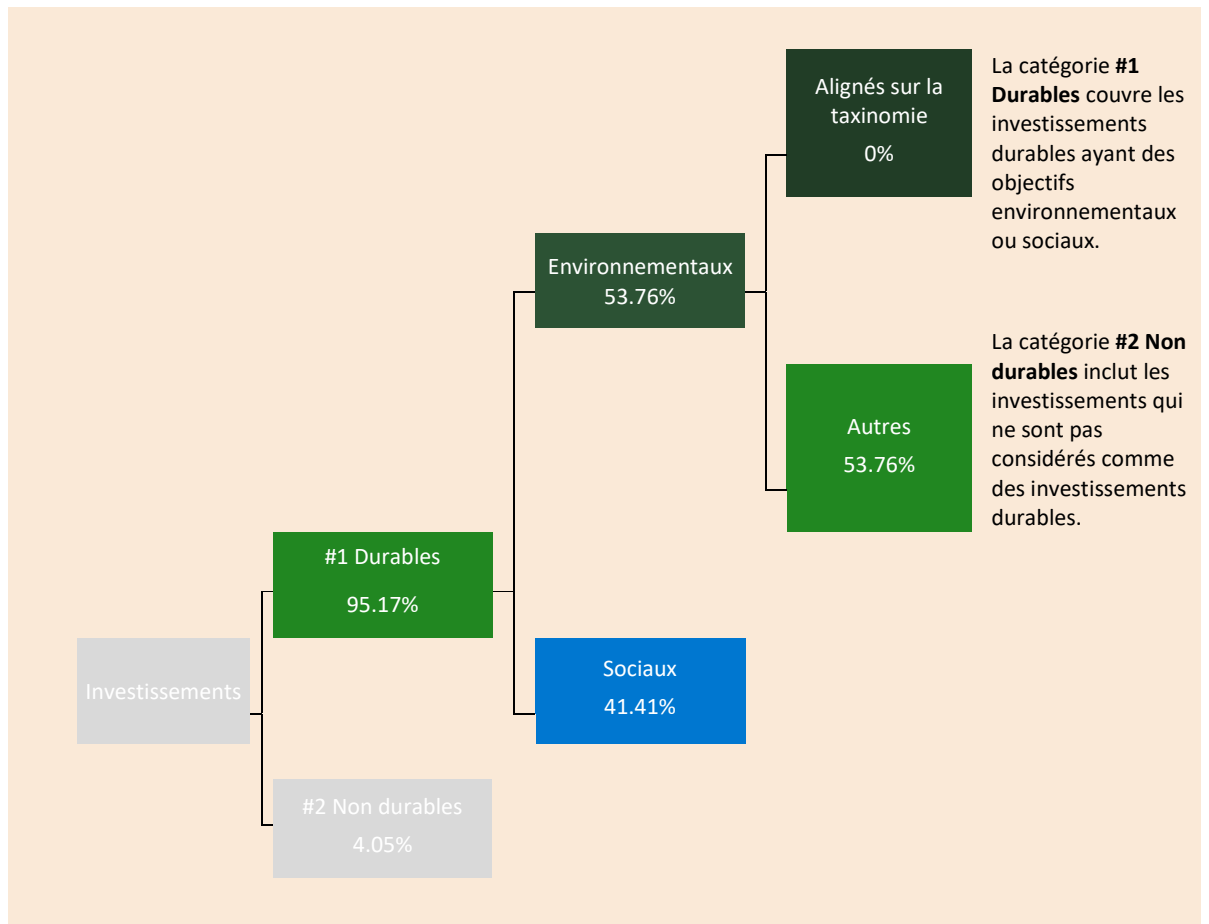 Alignés sur la
taxinomie
0%
La catégorie #1
Durables couvre les
investissements
durables ayant des
objectifs
environnementaux
ou sociaux.
Environnementaux
53.76%
La catégorie #2 Non
durables inclut les
investissements qui
ne sont pas
considérés comme
des investissements
durables.
Autres
53.76%
#1 Durables
95.17%
Sociaux
41.41%
Investissements
#2 Non durables
4.05%